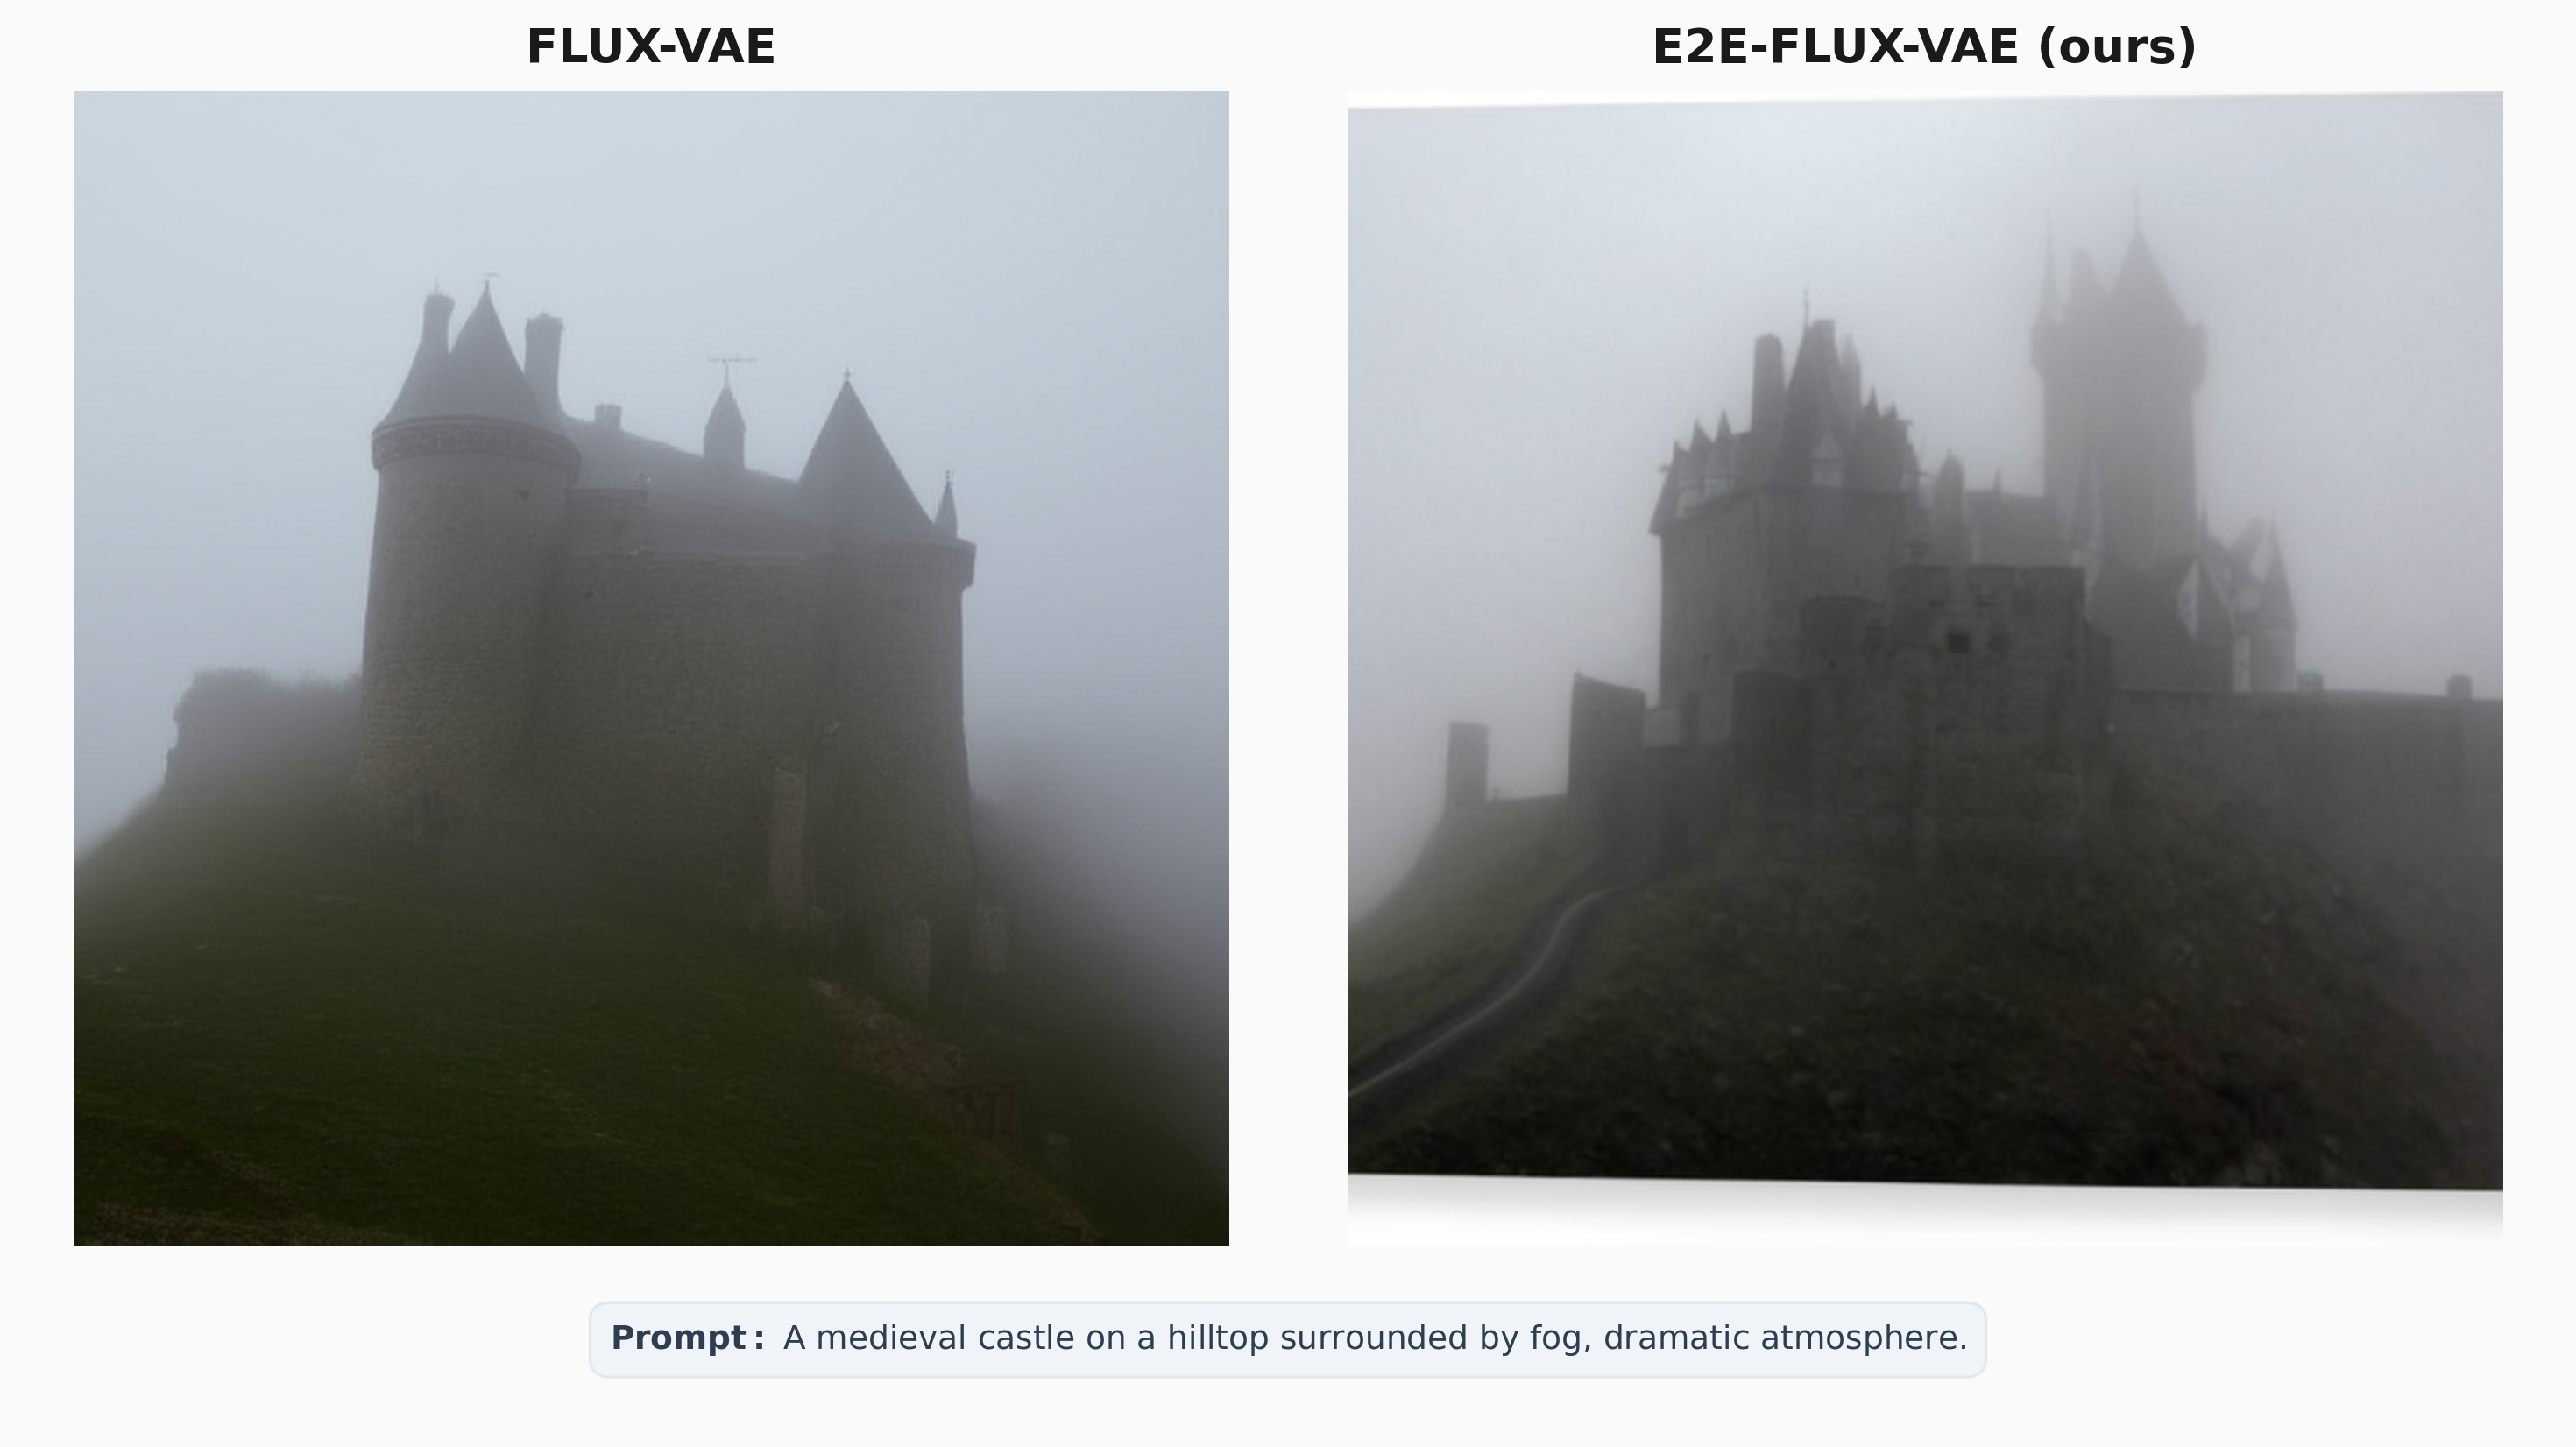 FLUX-VAE
E2E-FLUX-VAE (ours)
Prompt: A medieval castle on a hilltop surrounded by fog, dramatic atmosphere.